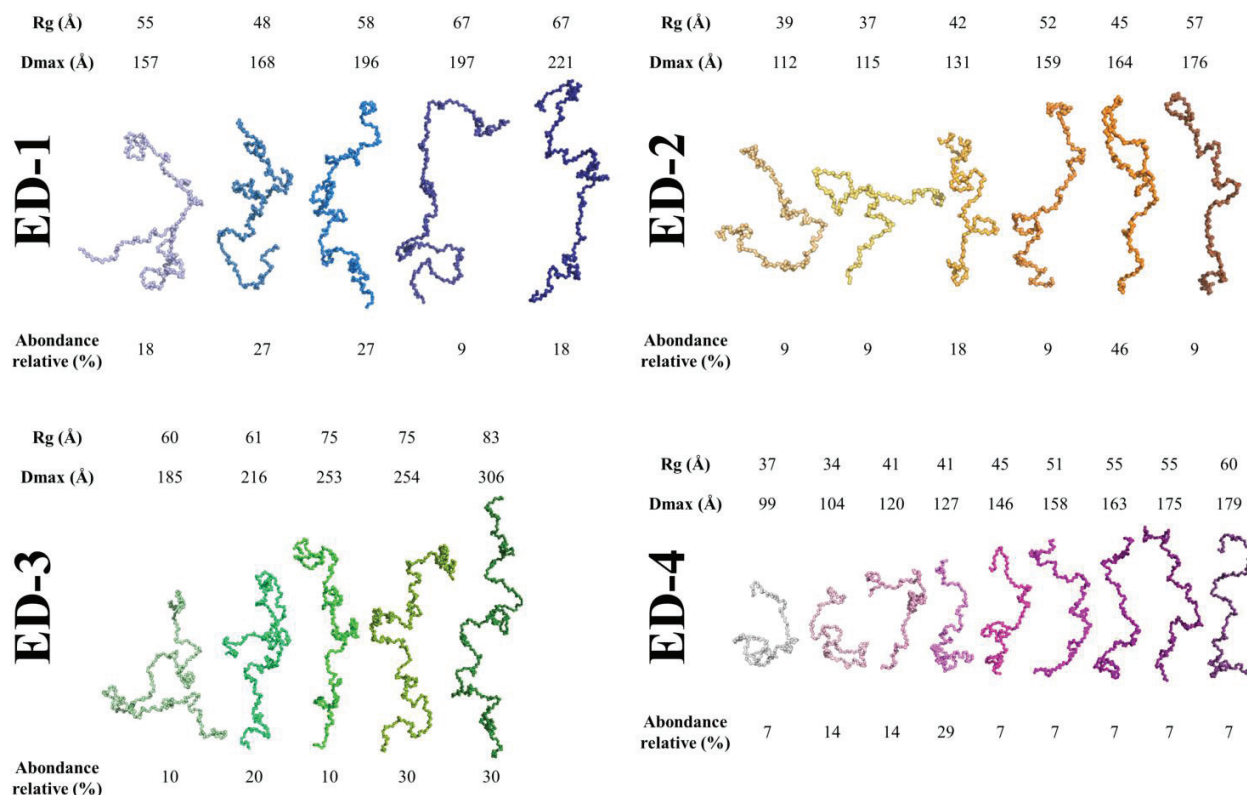 Rg (Å) 55 48 58 67 67
Dmax (Å) 157 168 196 197 221
ED-1
Abondance
relative (%) 18 27 27 9 18
Rg (Å) 39 37 42 52 45 57
Dmax (Å) 112 115 131 159 164 176
ED-2
Abondance
relative (%) 9 9 18 9 46 9
Rg (Å) 60 61 75 75 83
Dmax (Å) 185 216 253 254 306
ED-3
Abondance
relative (%) 10 20 10 30 30
Rg (Å) 37 34 41 41 45 51 55 55 60
Dmax (Å) 99 104 120 127 146 158 163 175 179
ED-4
Abondance
relative (%) 7 14 14 29 7 7 7 7 7